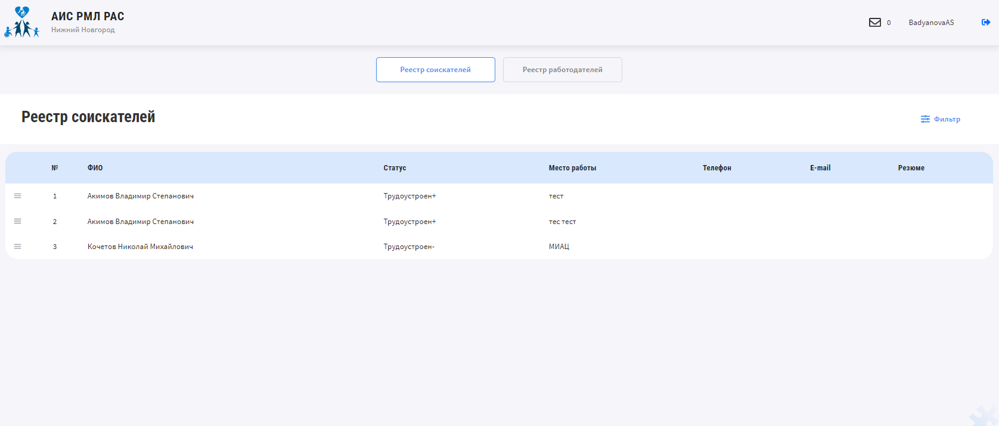 АИС РМЛ РАС
Нижний Новгород
0
BadyanovaAS
Реестр соискателей
Реестр работодателей
Реестр соискателей
Фильтр
№ ФИО Статус Место работы Телефон E-mail Резюме
1 Акимов Владимир Степанович Трудоустроен+ тест
2 Акимов Владимир Степанович Трудоустроен+ тес тест
3 Кочетов Николай Михайлович Трудоустроен- МИАЦ